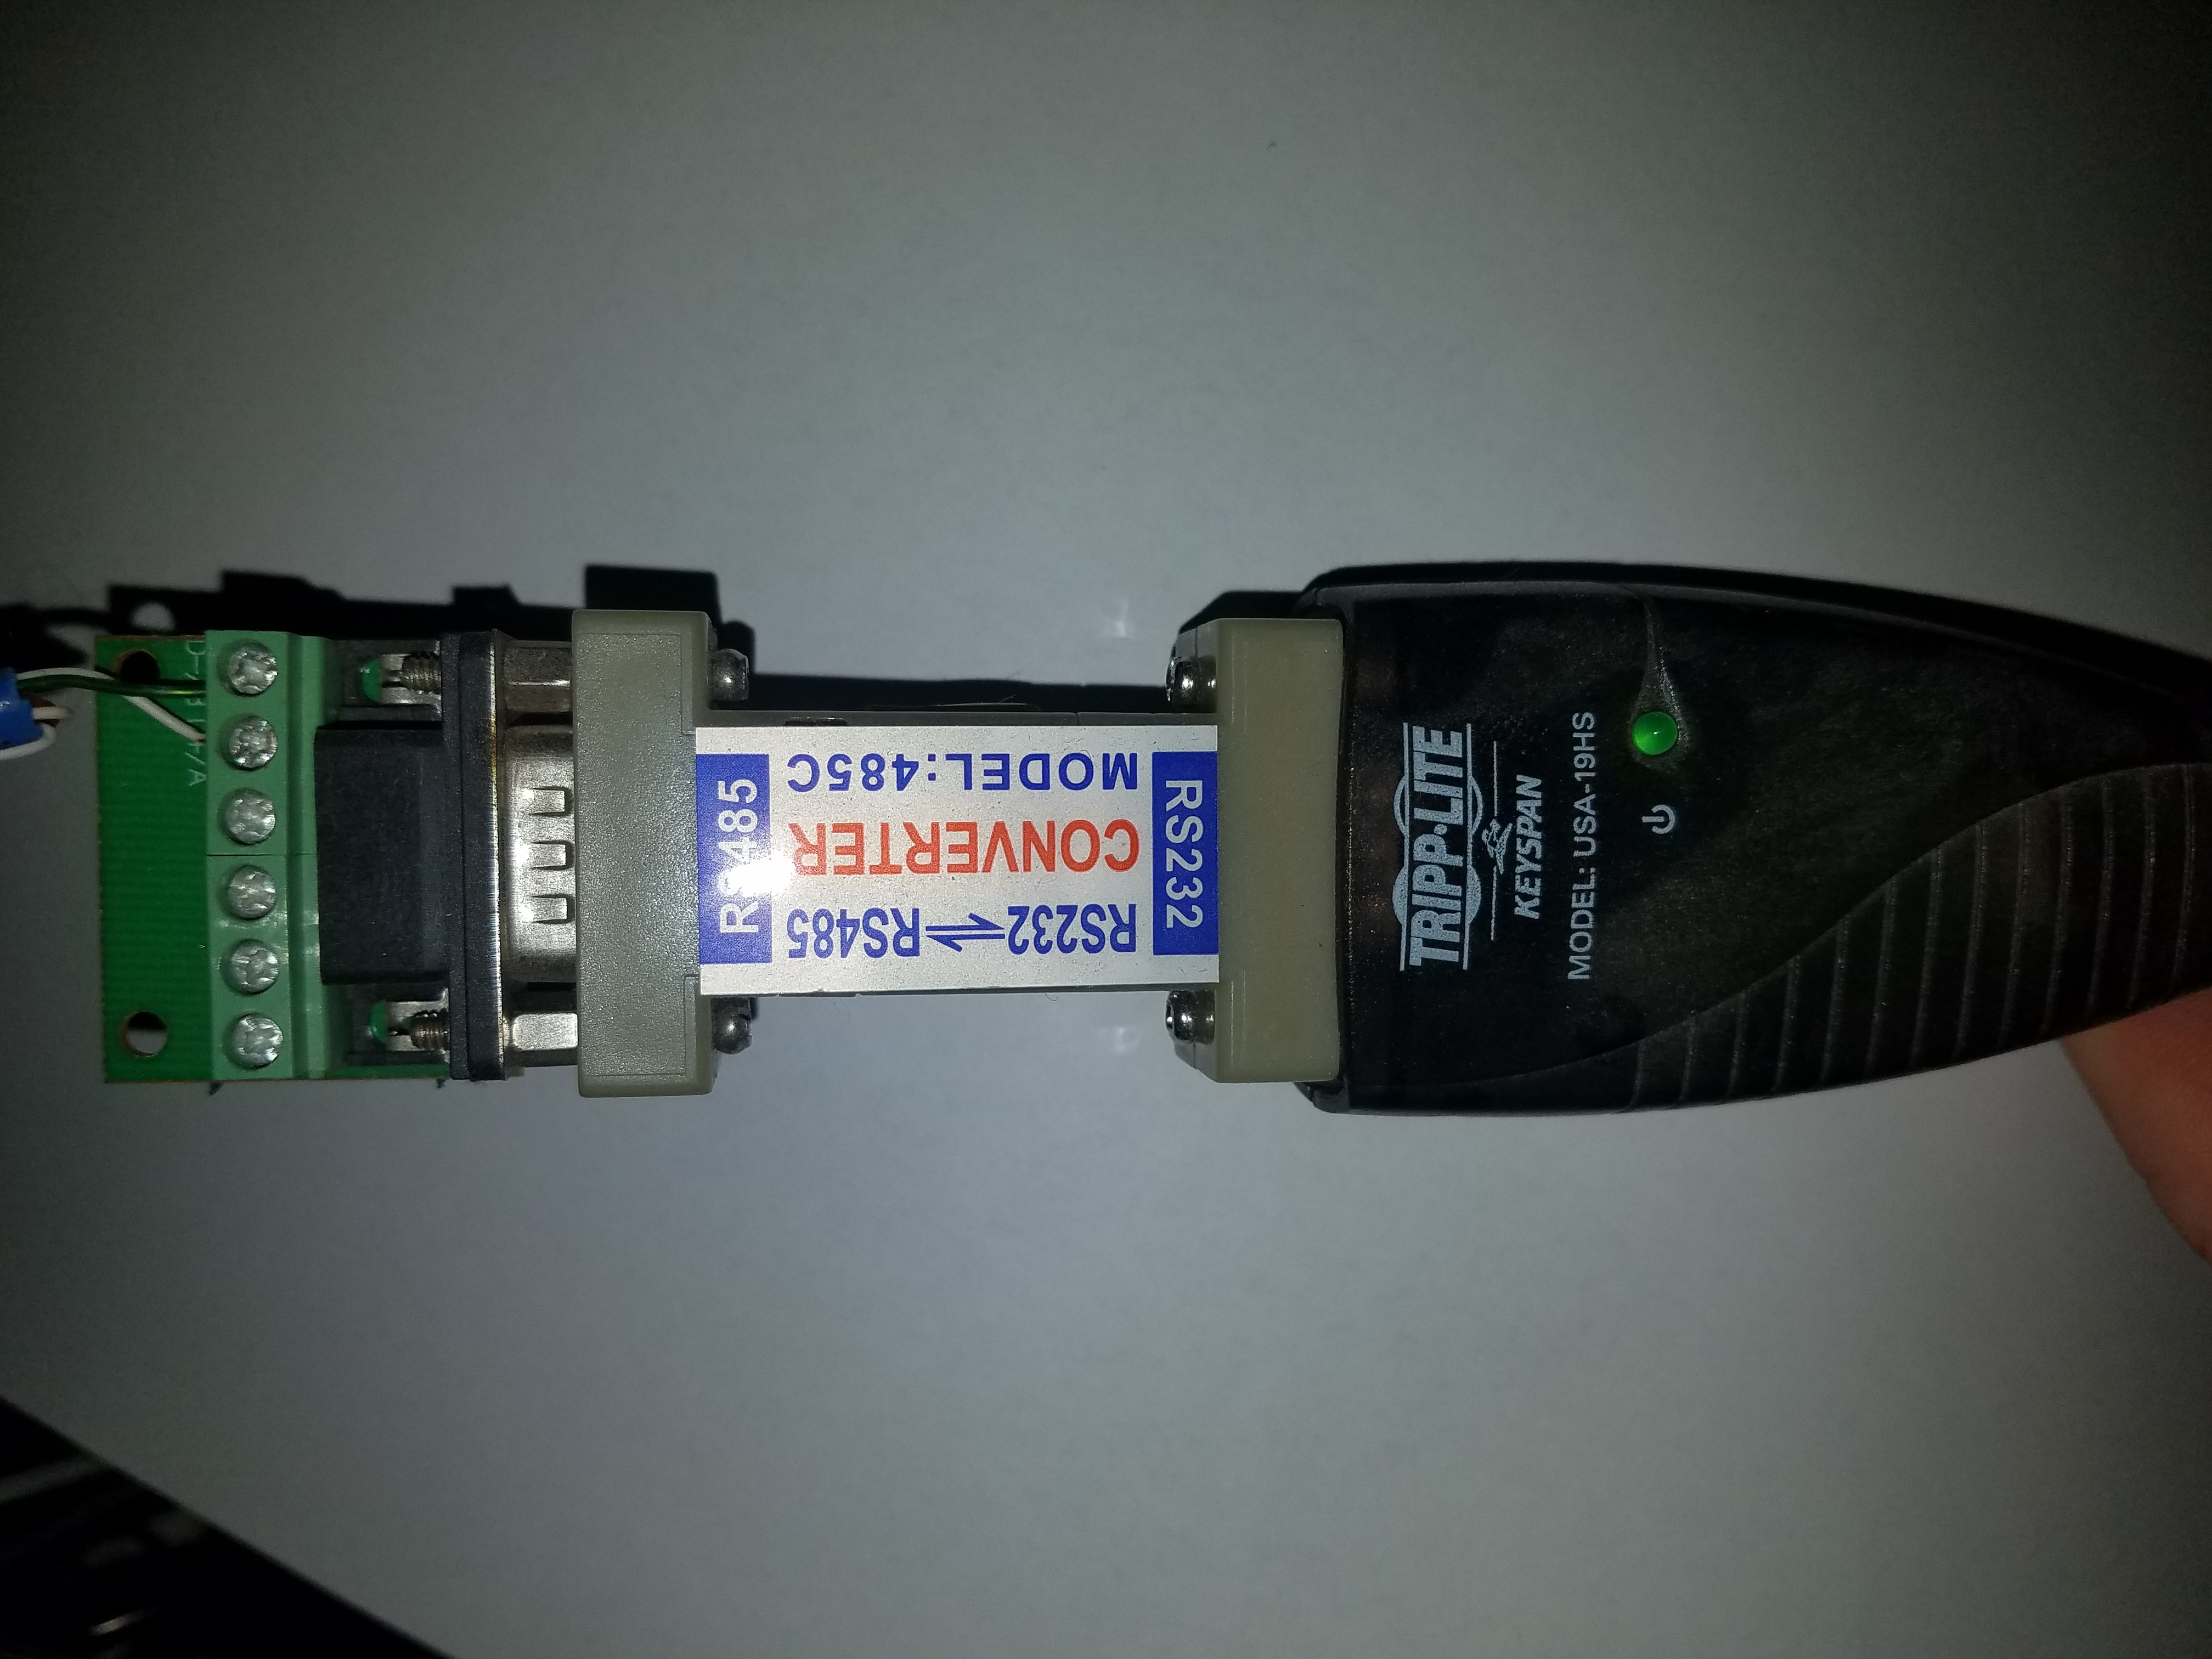 RS485
RS232⇌RS485
CONVERTER
MODEL:485C
RS232
TRIPP·LITE
KEYSPAN
MODEL: USA-19HS